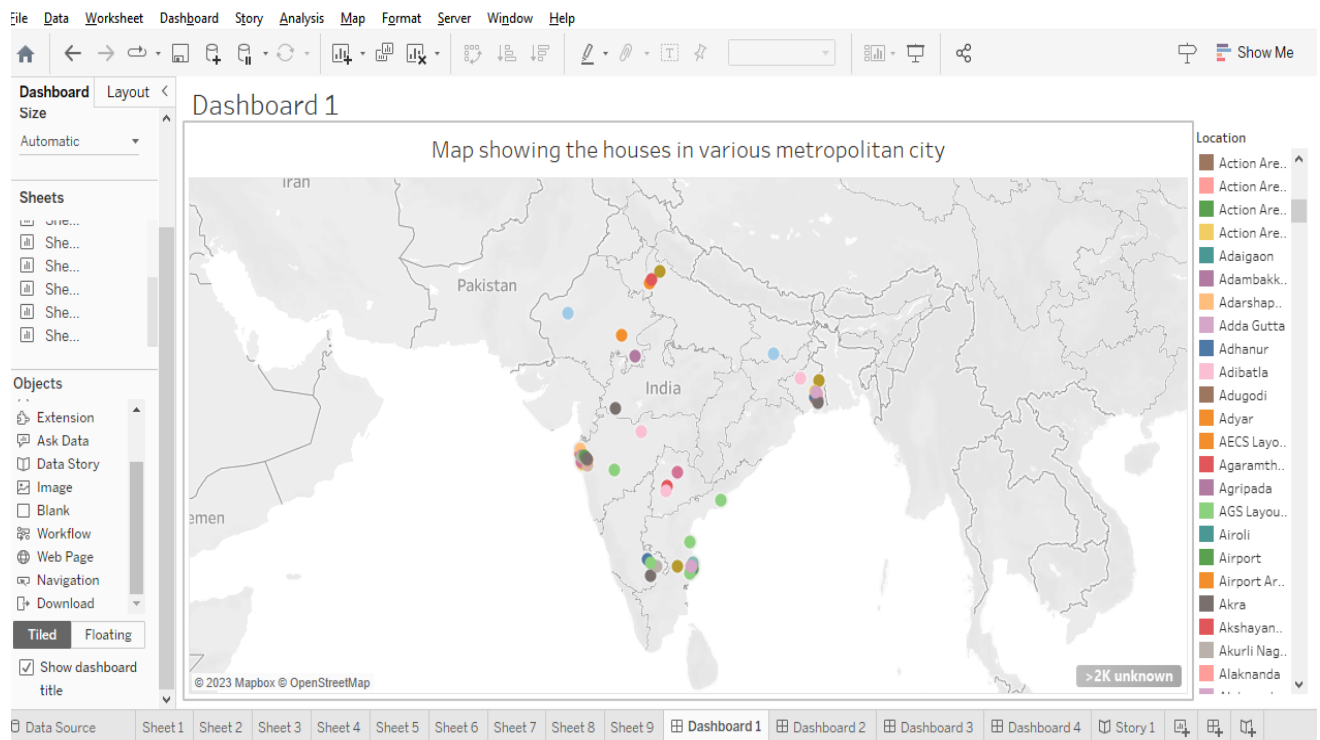 File Data Worksheet Dashboard Story Analysis Map Format Server Window Help
Show Me
Dashboard Layout
Size
Automatic
Sheets
She...
She...
She...
She...
She...
Objects
Extension
Ask Data
Data Story
Image
Blank
Workflow
Web Page
Navigation
Download
Tiled Floating
Show dashboard
title
Dashboard 1
Map showing the houses in various metropolitan city
Iran
Pakistan
India
emen
© 2023 Mapbox © OpenStreetMap
>2K unknown
Location
Action Are..
Action Are..
Action Are..
Action Are..
Adaigaon
Adambakk..
Adarshap..
Adda Gutta
Adhanur
Adibatla
Adugodi
Adyar
AECS Layo..
Agaramth..
Agripada
AGS Layou..
Airoli
Airport
Airport Ar..
Akra
Akshayan..
Akurli Nag..
Alaknanda
Data Source Sheet 1 Sheet 2 Sheet 3 Sheet 4 Sheet 5 Sheet 6 Sheet 7 Sheet 8 Sheet 9 Dashboard 1 Dashboard 2 Dashboard 3 Dashboard 4 Story 1